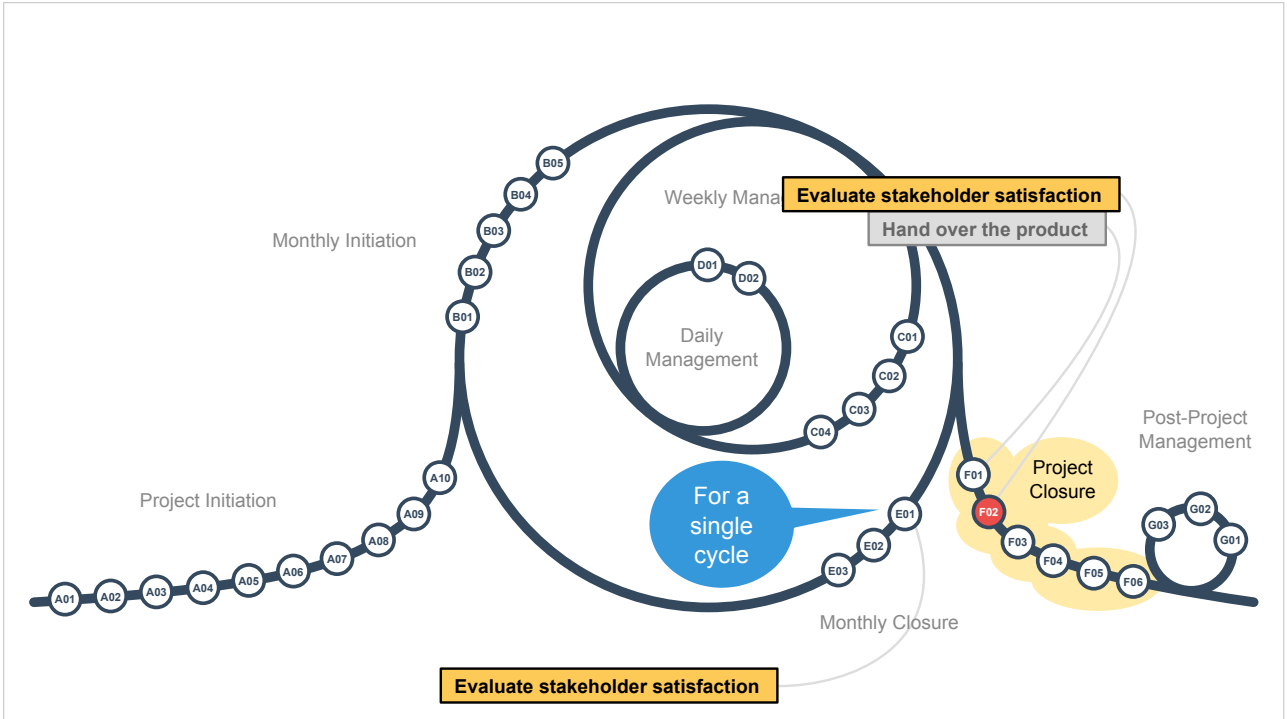 B05
B04
Weekly Mana
Evaluate stakeholder satisfaction
Hand over the product
B03
Monthly Initiation
B02
D01
D02
B01
Daily
Management
C01
C02
C03
C04
Post-Project
Management
Project
Closure
F01
A10
Project Initiation
For a
single
cycle
E01
F02
G02
G03
G01
A09
A08
E02
F03
A07
E03
F04
A06
F05
A05
F06
A04
A03
A02
A01
Monthly Closure
Evaluate stakeholder satisfaction